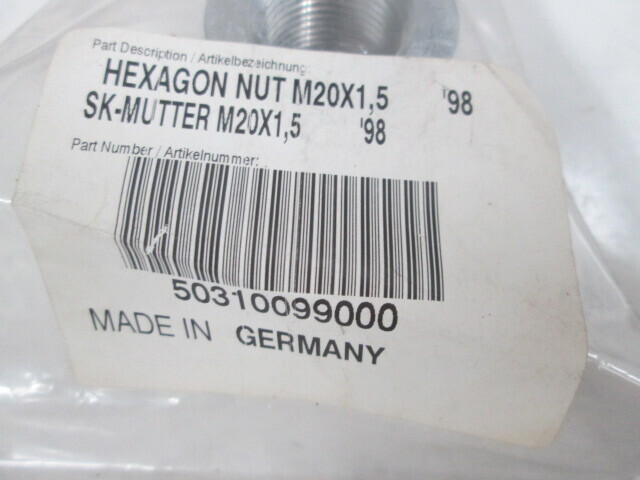 Part Description / Artikelbezeichnung:
HEXAGON NUT M20X1,5 '98
SK-MUTTER M20X1,5 '98
Part Number / Artikelnummer:
50310099000
MADE IN GERMANY